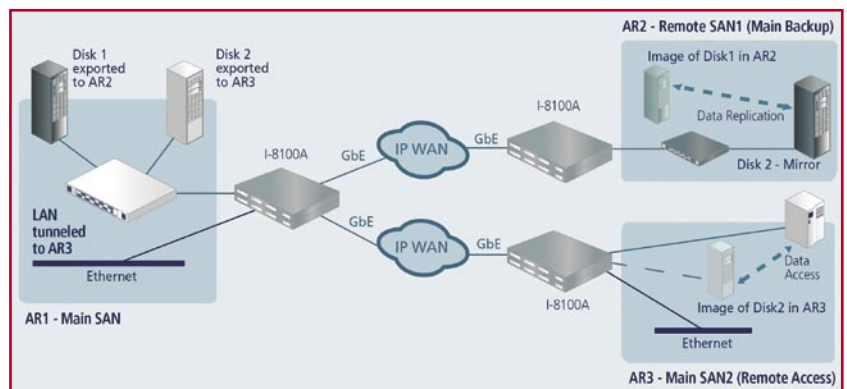 Disk 1
exported
to AR2
Disk 2
exported
to AR3
I-8100A
LAN
tunneled
to AR3
Ethernet
AR1 - Main SAN
GbE
IP WAN
GbE
I-8100A
GbE
IP WAN
GbE
I-8100A
AR2 - Remote SAN1 (Main Backup)
Image of Disk1 in AR2
Data Replication
Disk 2 - Mirror
Data
Access
Image of Disk2 in AR3
Ethernet
AR3 - Main SAN2 (Remote Access)